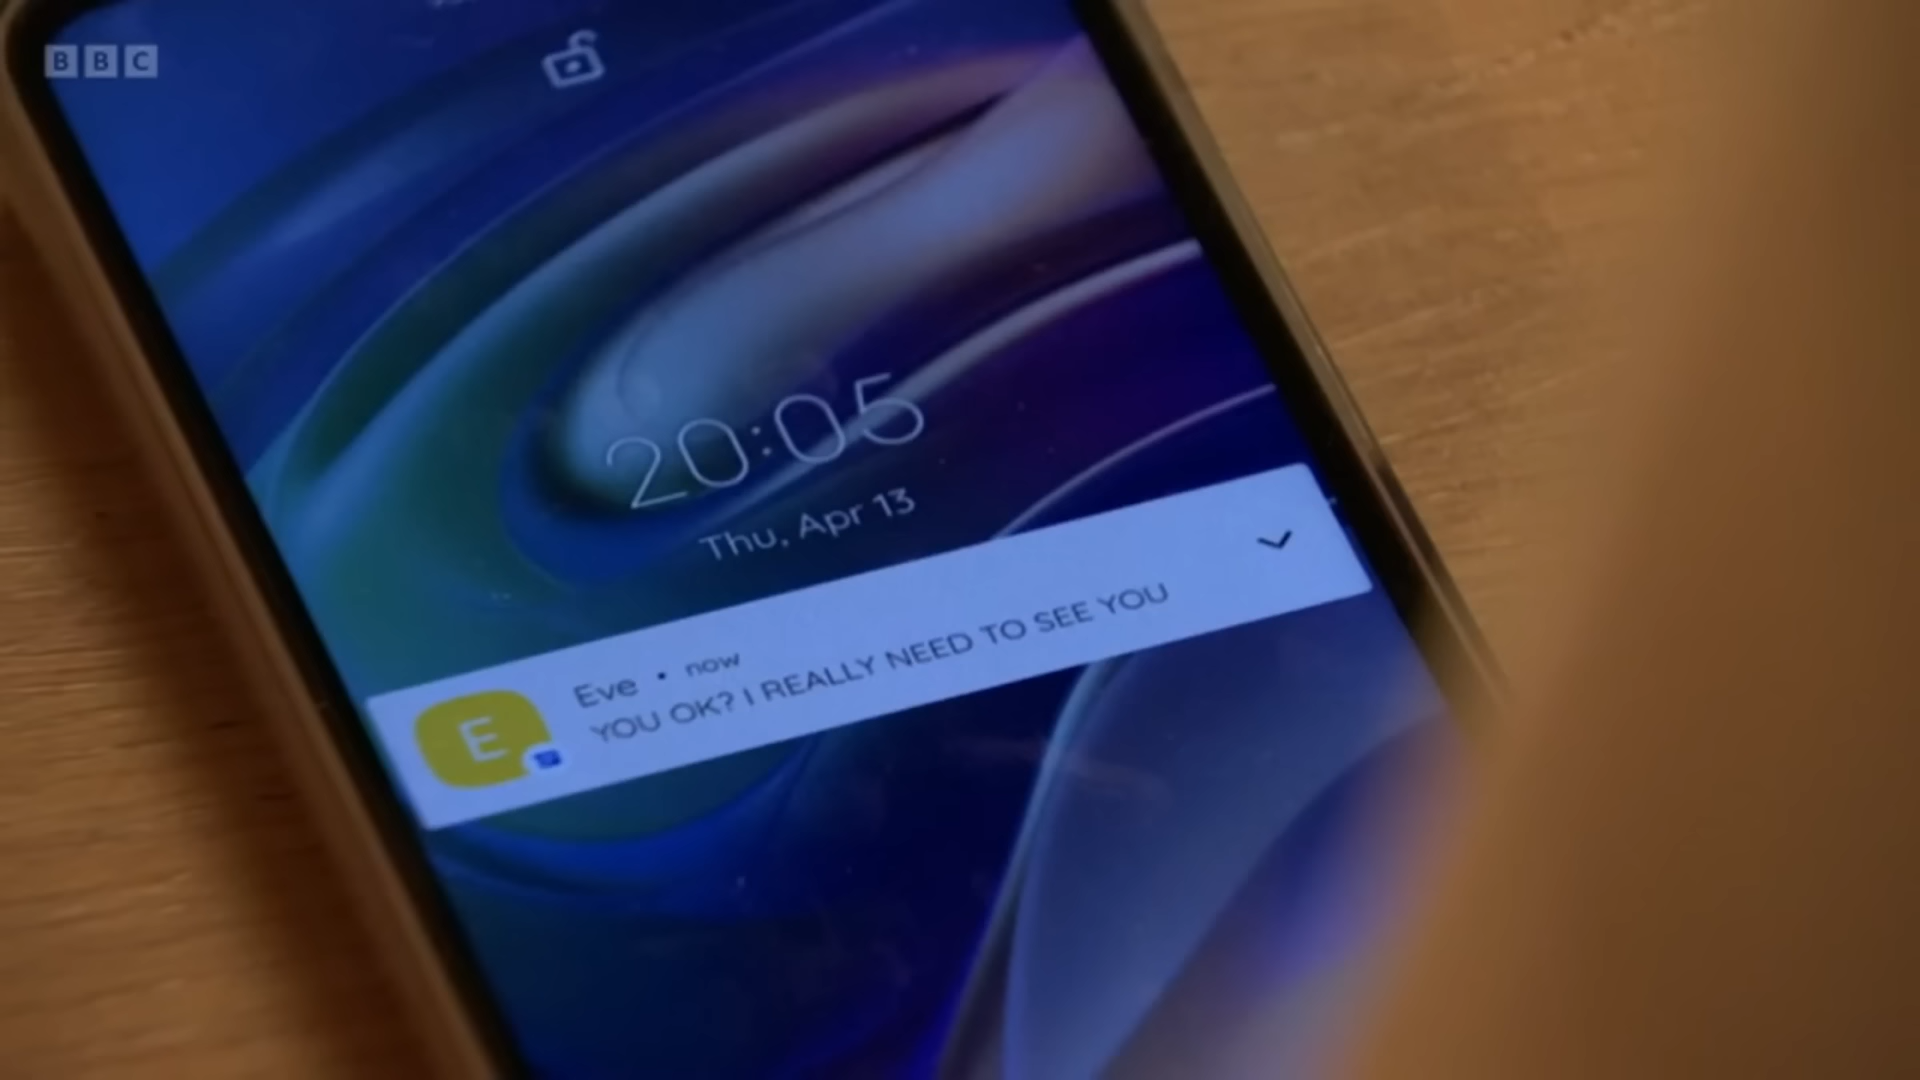 BBC
20:05
Thu, Apr 13
E
Eve • now
YOU OK? I REALLY NEED TO SEE YOU